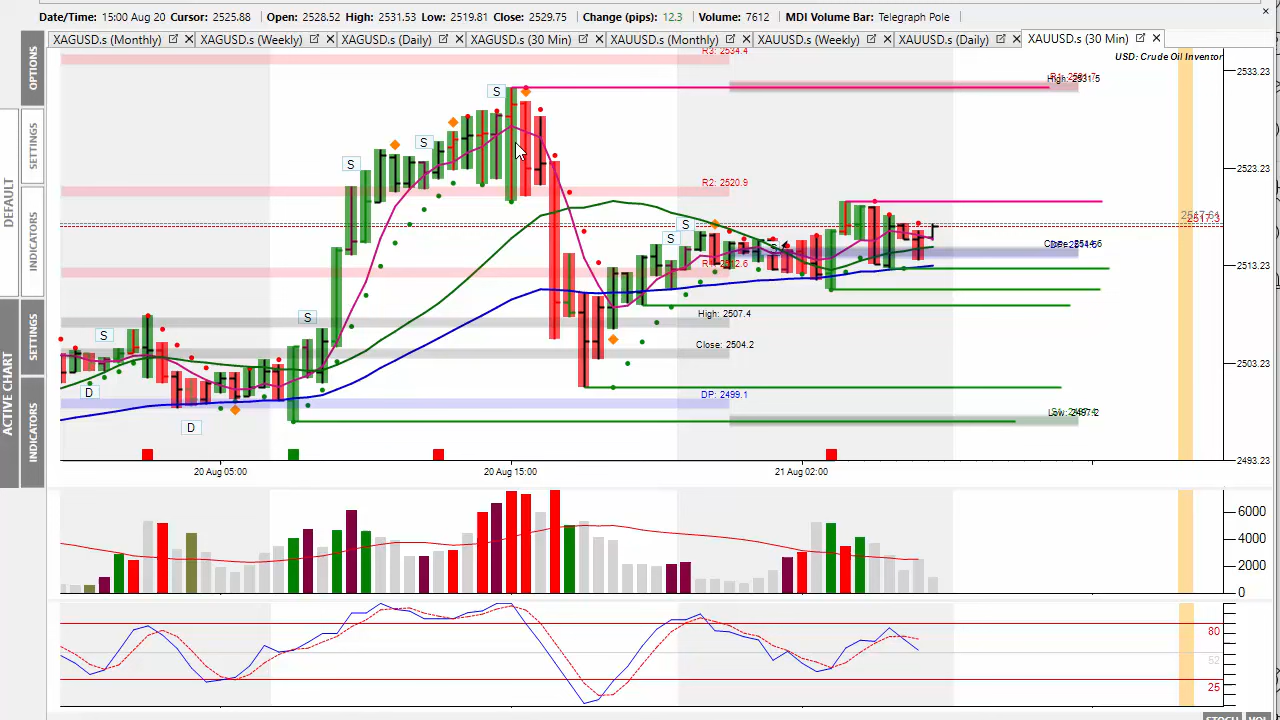 Date/Time: 15:00 Aug 20 Cursor: 2525.88 Open: 2528.52 High: 2531.53 Low: 2519.81 Close: 2529.75 Change (pips): 12.3 Volume: 7612 MDI Volume Bar: Telegraph Pole
XAGUSD.s (Monthly) XAGUSD.s (Weekly) XAGUSD.s (Daily) XAGUSD.s (30 Min) XAUUSD.s (Monthly) XAUUSD.s (Weekly) XAUUSD.s (Daily) XAUUSD.s (30 Min)
OPTIONS
SETTINGS
INDICATORS
DEFAULT
SETTINGS
INDICATORS
ACTIVE CHART
USD: Crude Oil Inventor
R3: 2534.4
2533.23
S
S
S
2523.23
R2: 2520.9
S
S
2517.3
2513.23
High: 2507.4
S
S
Close: 2504.2
2503.23
D
DP: 2499.1
D
2493.23
20 Aug 05:00 20 Aug 15:00 21 Aug 02:00
6000
4000
2000
0
80
52
25